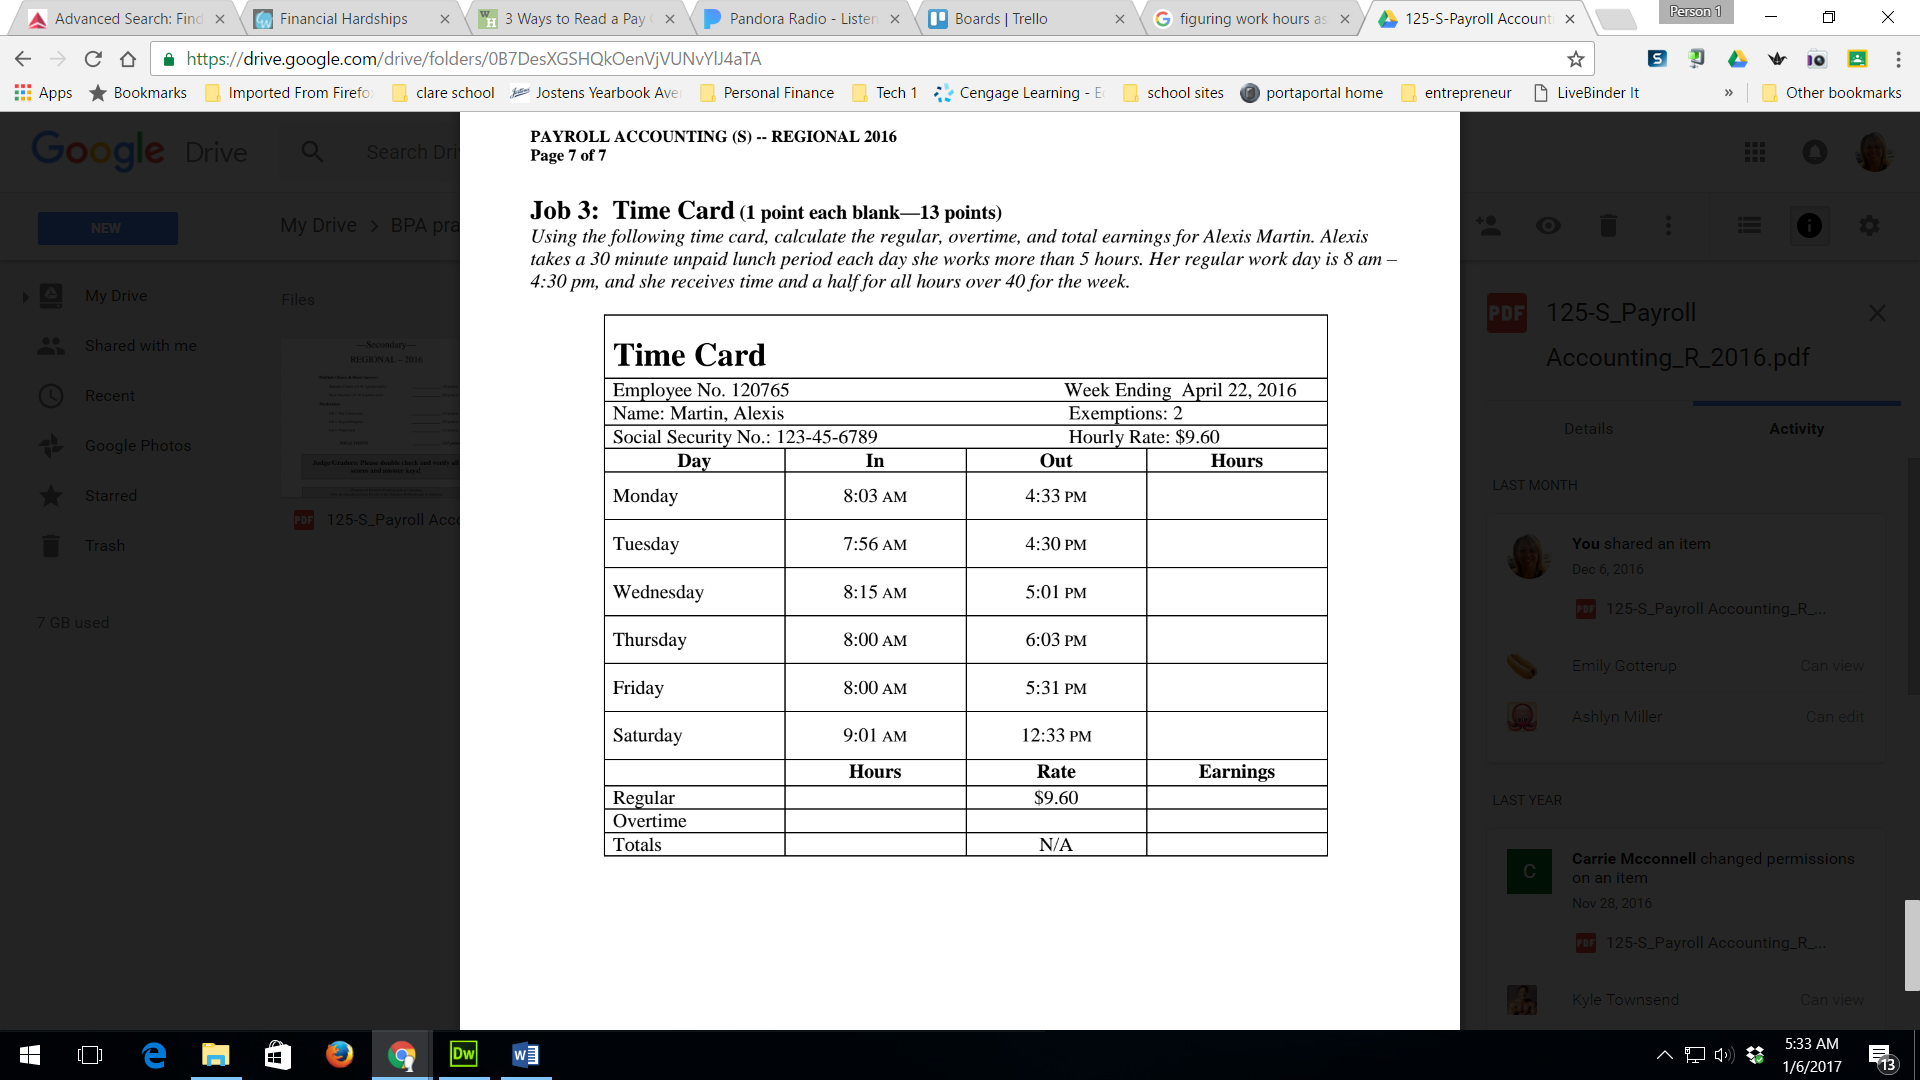 Advanced Search: Find
Financial Hardships
3 Ways to Read a Pay
Pandora Radio - Listen
Boards | Trello
figuring work hours as
125-S-Payroll Account
Person 1
https://drive.google.com/drive/folders/0B7DesXGSHQkOenVjVUNvYlJ4aTA
Apps
Bookmarks
Imported From Firefo
clare school
Jostens Yearbook Ave
Personal Finance
Tech 1
Cengage Learning - E
school sites
portaportal home
entrepreneur
LiveBinder It
»
Other bookmarks
Google Drive
Search Dri
NEW
My Drive > BPA pra
My Drive
Shared with me
Recent
Google Photos
Starred
Trash
7 GB used
Files
—Secondary—
REGIONAL – 2016
PDF 125-S_Payroll Acco
PAYROLL ACCOUNTING (S) -- REGIONAL 2016
Page 7 of 7
Job 3: Time Card (1 point each blank—13 points)
Using the following time card, calculate the regular, overtime, and total earnings for Alexis Martin. Alexis
takes a 30 minute unpaid lunch period each day she works more than 5 hours. Her regular work day is 8 am –
4:30 pm, and she receives time and a half for all hours over 40 for the week.
Time Card
Employee No. 120765 Week Ending April 22, 2016
Name: Martin, Alexis Exemptions: 2
Social Security No.: 123-45-6789 Hourly Rate: $9.60
Day In Out Hours
Monday 8:03 AM 4:33 PM
Tuesday 7:56 AM 4:30 PM
Wednesday 8:15 AM 5:01 PM
Thursday 8:00 AM 6:03 PM
Friday 8:00 AM 5:31 PM
Saturday 9:01 AM 12:33 PM
Hours Rate Earnings
Regular $9.60
Overtime
Totals N/A
PDF 125-S_Payroll
Accounting_R_2016.pdf
Details
Activity
LAST MONTH
You shared an item
Dec 6, 2016
PDF 125-S_Payroll Accounting_R_...
Emily Gotterup Can view
Ashlyn Miller Can edit
LAST YEAR
C
Carrie Mcconnell changed permissions
on an item
Nov 28, 2016
PDF 125-S_Payroll Accounting_R_...
Kyle Townsend Can view
Dw
5:33 AM
1/6/2017
13